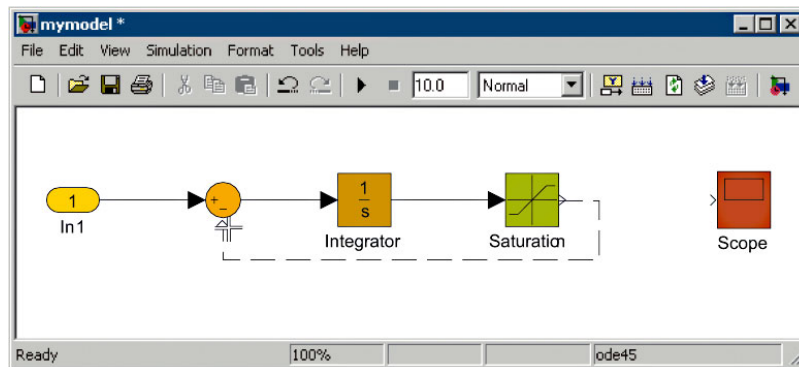 mymodel *
File Edit View Simulation Format Tools Help
10.0 Normal
1
In1
+
−
1
s
Integrator
Saturation
Scope
Ready 100% ode45